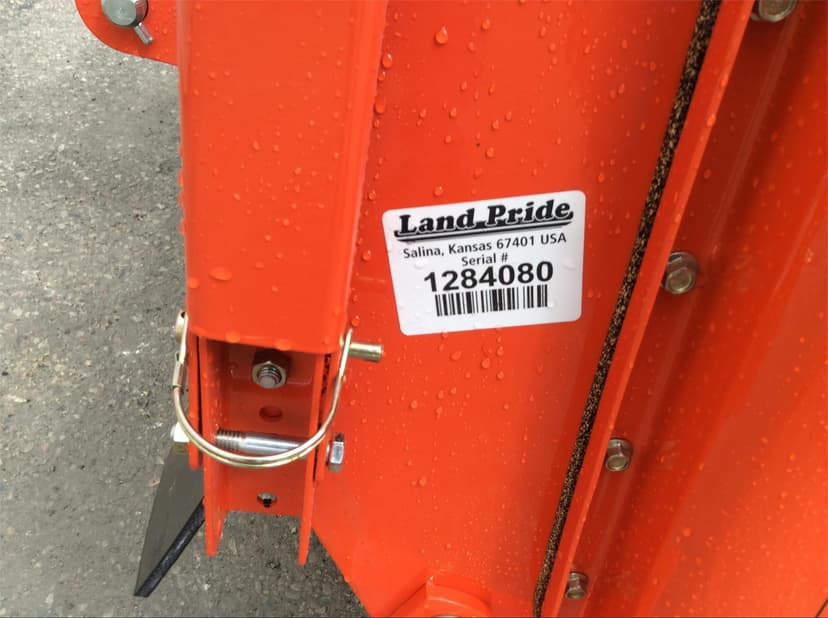 Land Pride
Salina, Kansas 67401 USA
Serial #
1284080